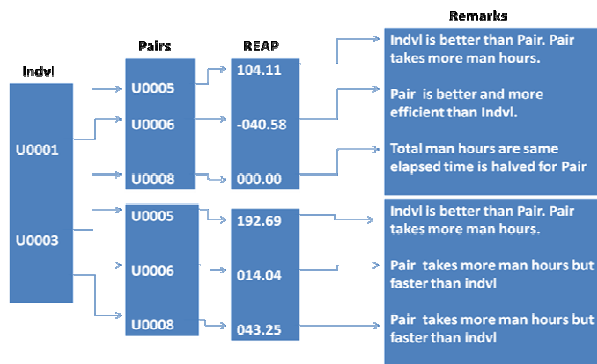 Remarks
Indvl
Pairs
REAP
U0001
U0003
U0005
U0006
U0008
104.11
-040.58
000.00
Indvl is better than Pair. Pair
takes more man hours.
Pair is better and more
efficient than Indvl.
Total man hours are same
elapsed time is halved for Pair
U0005
U0006
U0008
192.69
014.04
043.25
Indvl is better than Pair. Pair
takes more man hours.
Pair takes more man hours but
faster than indvl
Pair takes more man hours but
faster than indvl